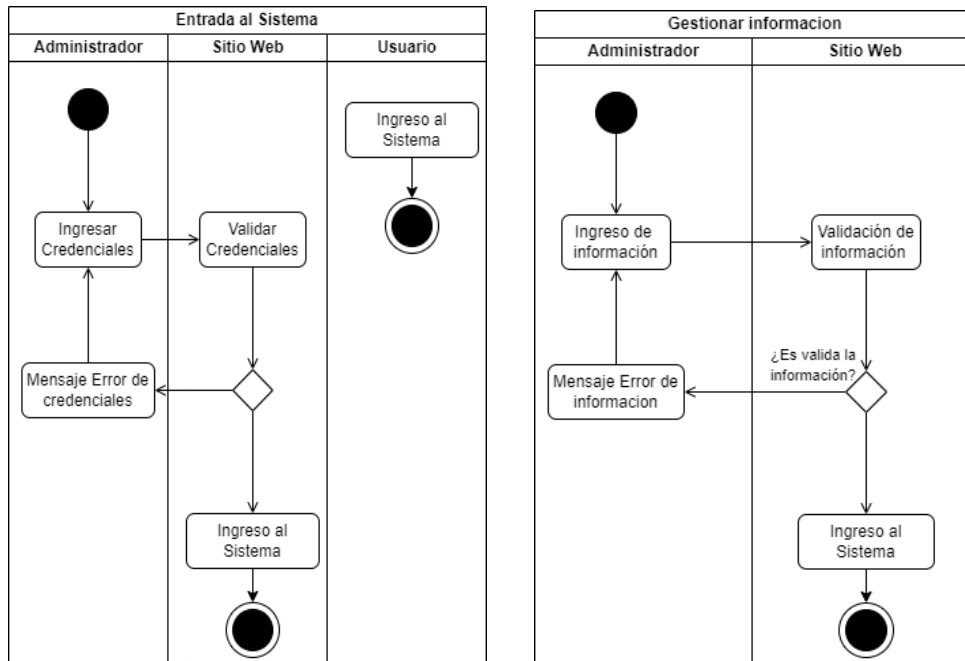 Entrada al Sistema
Administrador
Sitio Web
Usuario
Ingreso al
Sistema
Ingresar
Credenciales
Validar
Credenciales
Mensaje Error de
credenciales
Ingreso al
Sistema
Gestionar informacion
Administrador
Sitio Web
Ingreso de
información
Validación de
información
¿Es valida la
información?
Mensaje Error de
informacion
Ingreso al
Sistema